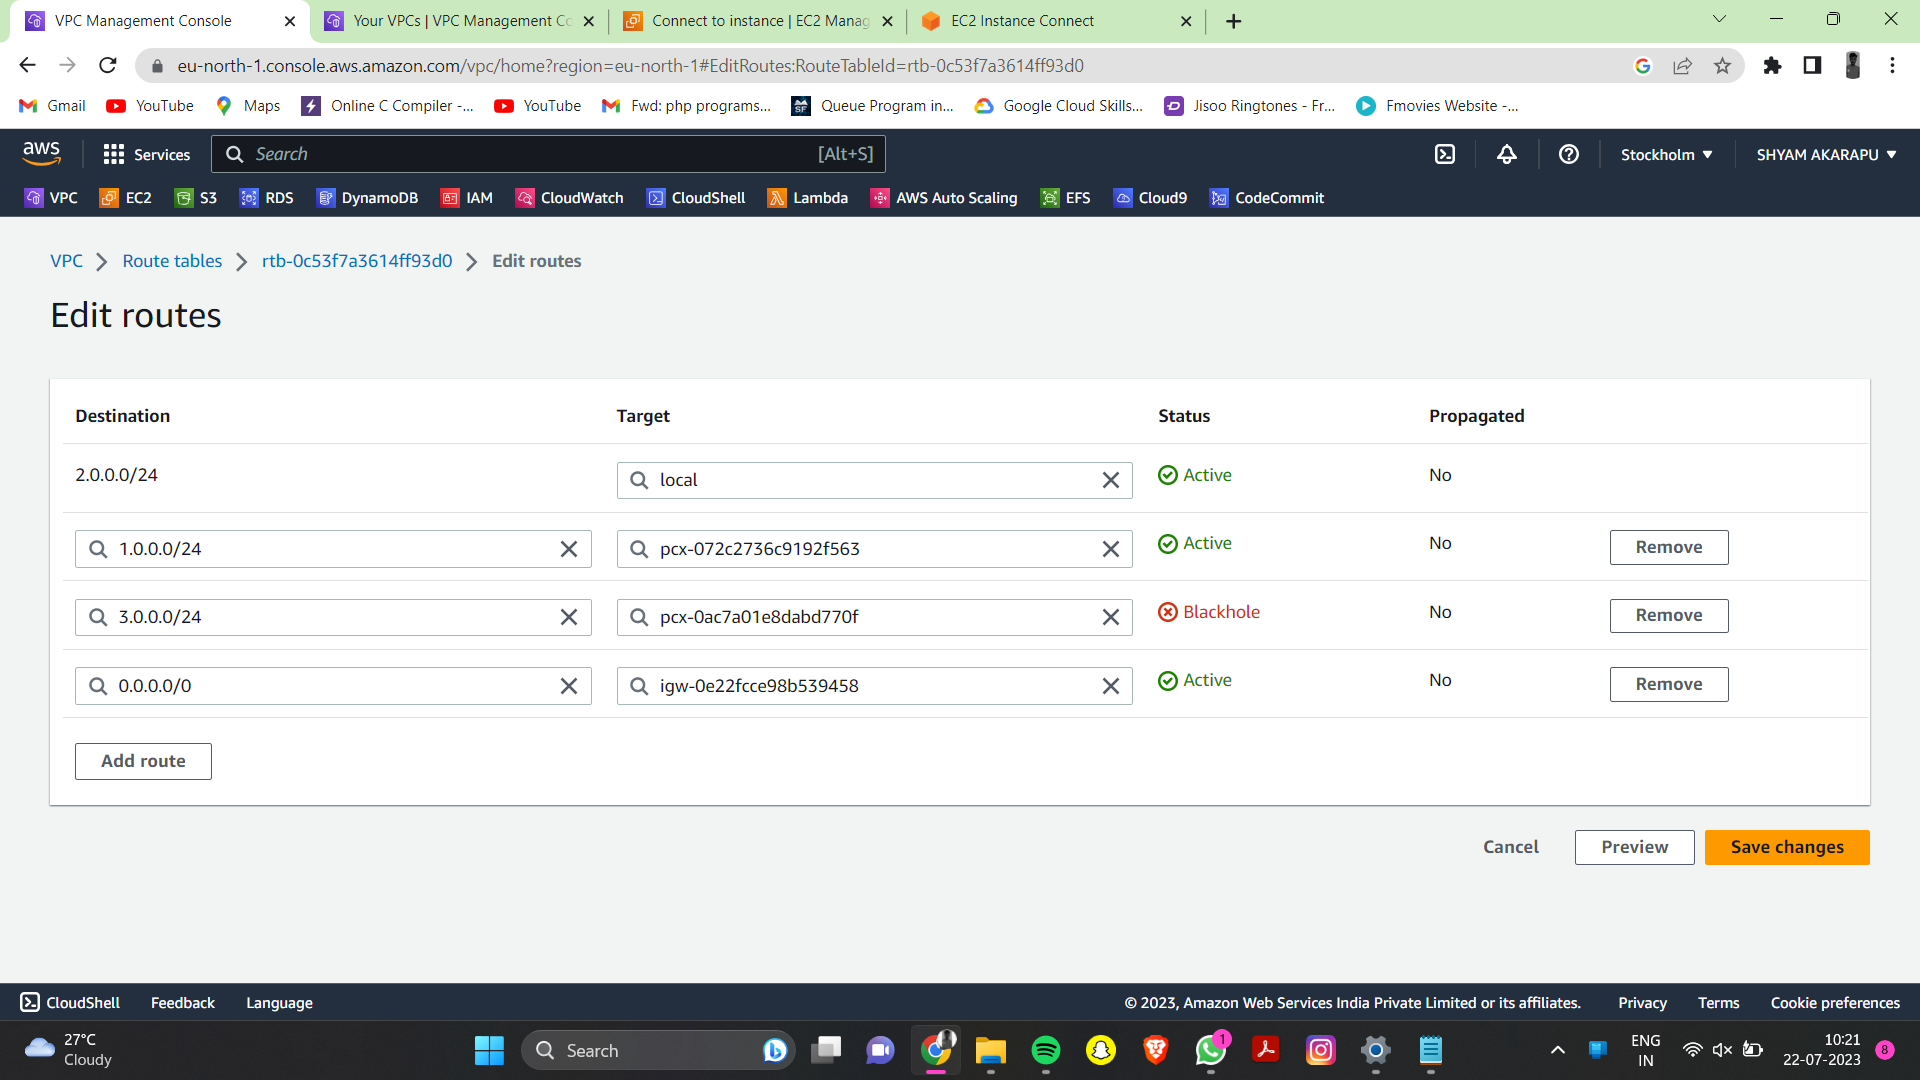 VPC Management Console
Your VPCs | VPC Management Co
Connect to instance | EC2 Manag
EC2 Instance Connect
eu-north-1.console.aws.amazon.com/vpc/home?region=eu-north-1#EditRoutes:RouteTableId=rtb-0c53f7a3614ff93d0
Gmail YouTube Maps Online C Compiler -... YouTube Fwd: php programs... Queue Program in... Google Cloud Skills... Jisoo Ringtones - Fr... Fmovies Website -...
aws Services Search [Alt+S] Stockholm SHYAM AKARAPU
VPC EC2 S3 RDS DynamoDB IAM CloudWatch CloudShell Lambda AWS Auto Scaling EFS Cloud9 CodeCommit
VPC Route tables rtb-0c53f7a3614ff93d0 Edit routes
Edit routes
Destination Target Status Propagated
2.0.0.0/24 local Active No
1.0.0.0/24 pcx-072c2736c9192f563 Active No Remove
3.0.0.0/24 pcx-0ac7a01e8dabd770f Blackhole No Remove
0.0.0.0/0 igw-0e22fcce98b539458 Active No Remove
Add route
Cancel Preview Save changes
CloudShell Feedback Language © 2023, Amazon Web Services India Private Limited or its affiliates. Privacy Terms Cookie preferences
27°C
Cloudy
Search
1
ENG
IN
10:21
22-07-2023
8